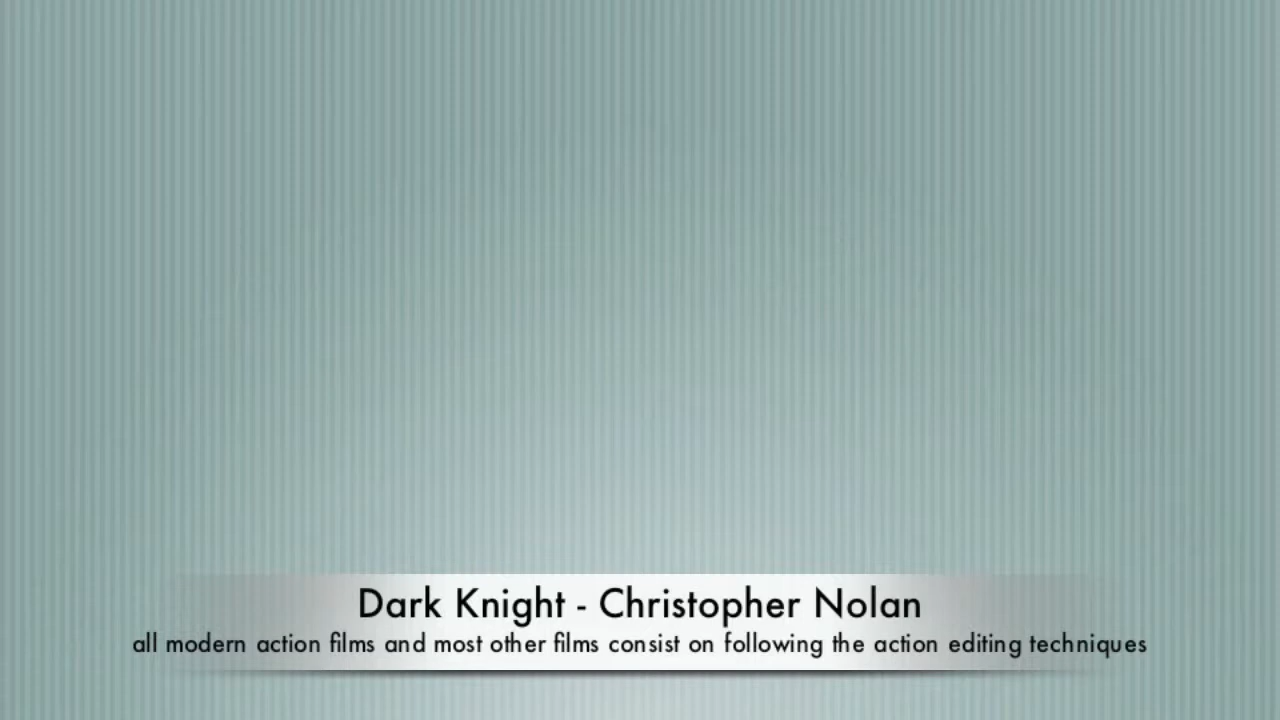 Dark Knight - Christopher Nolan
all modern action films and most other films consist on following the action editing techniques